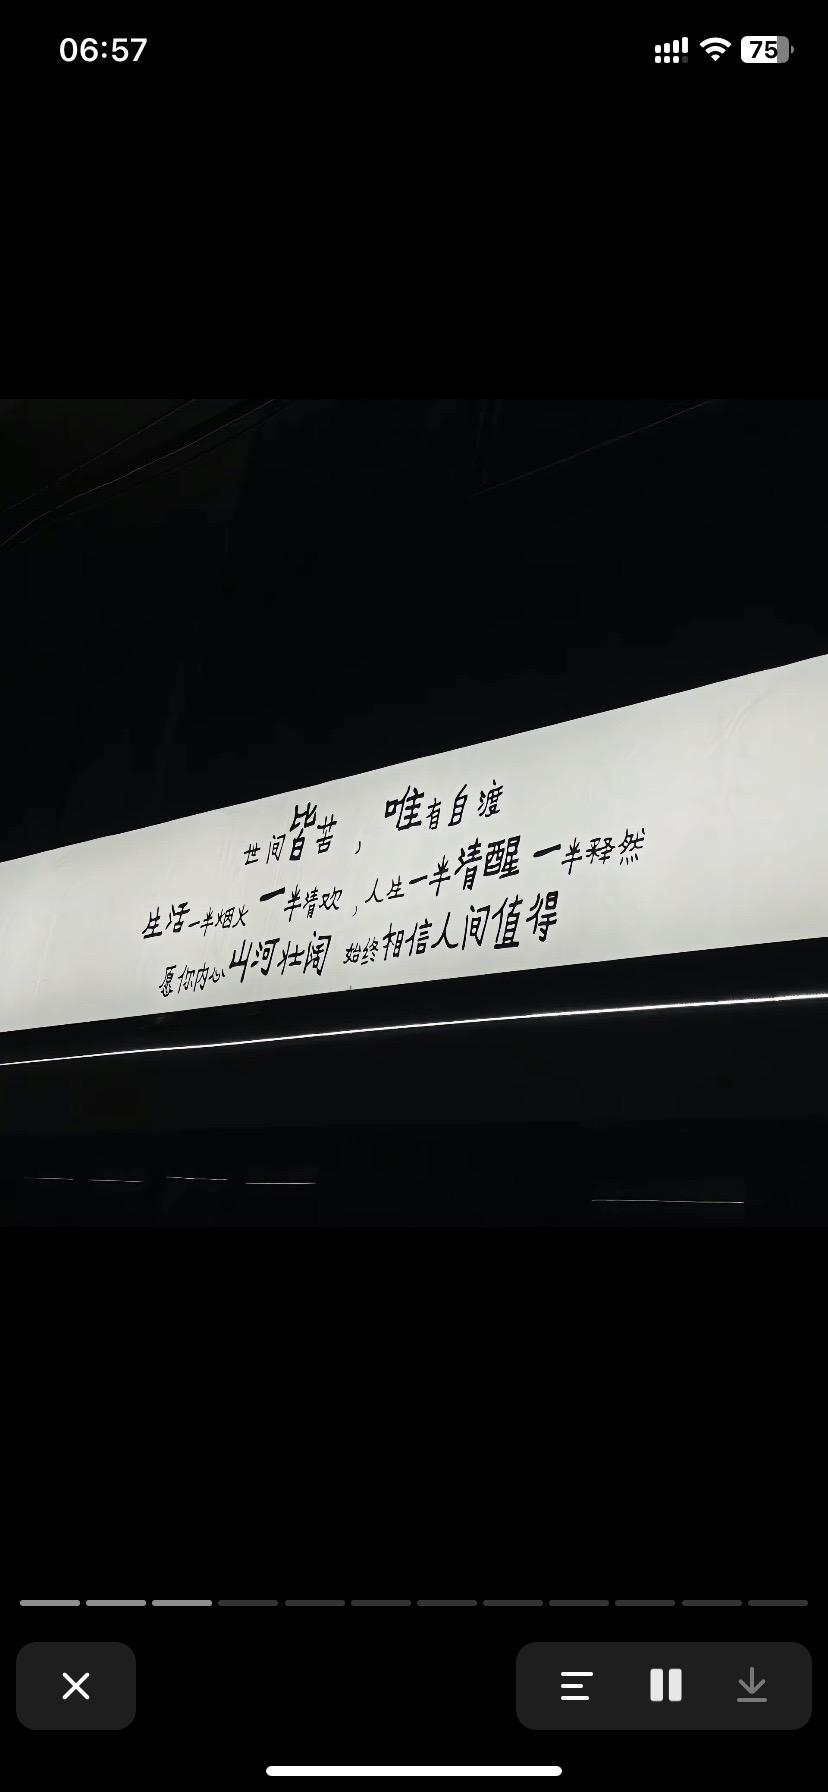 06:57
75
世间皆苦，唯有自渡
生活一半烟火 一半清欢，人生一半清醒 一半释然
愿你内心山河壮阔 始终相信人间值得